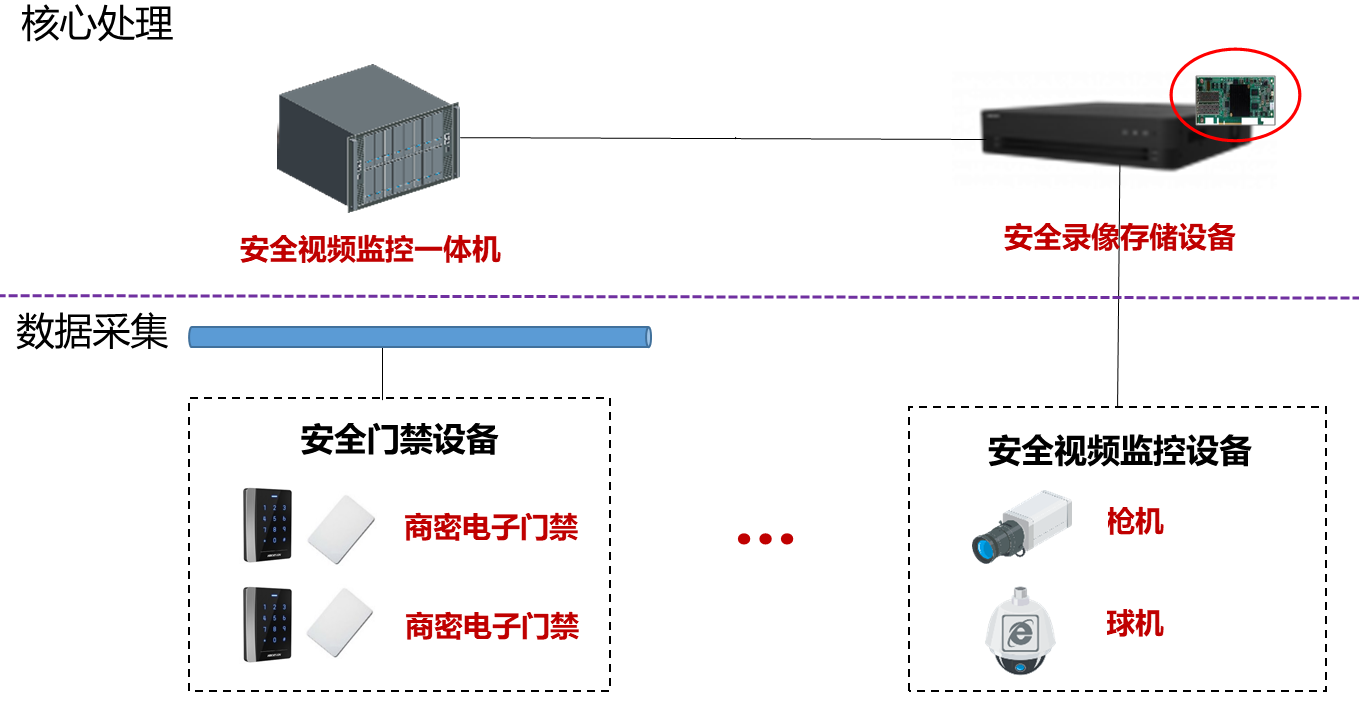 核心处理
安全视频监控一体机
安全录像存储设备
数据采集
安全门禁设备
商密电子门禁
商密电子门禁
...
安全视频监控设备
枪机
球机